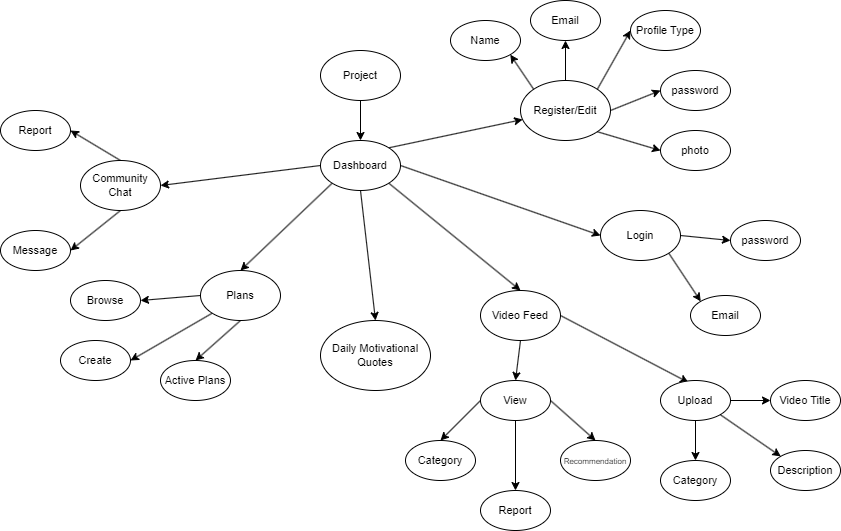 Email
Profile Type
Name
Project
password
Register/Edit
Report
photo
Dashboard
Community
Chat
Login
password
Message
Plans
Browse
Video Feed
Email
Daily Motivational
Quotes
Create
Active Plans
View
Upload
Video Title
Category
Recommendation
Category
Description
Report